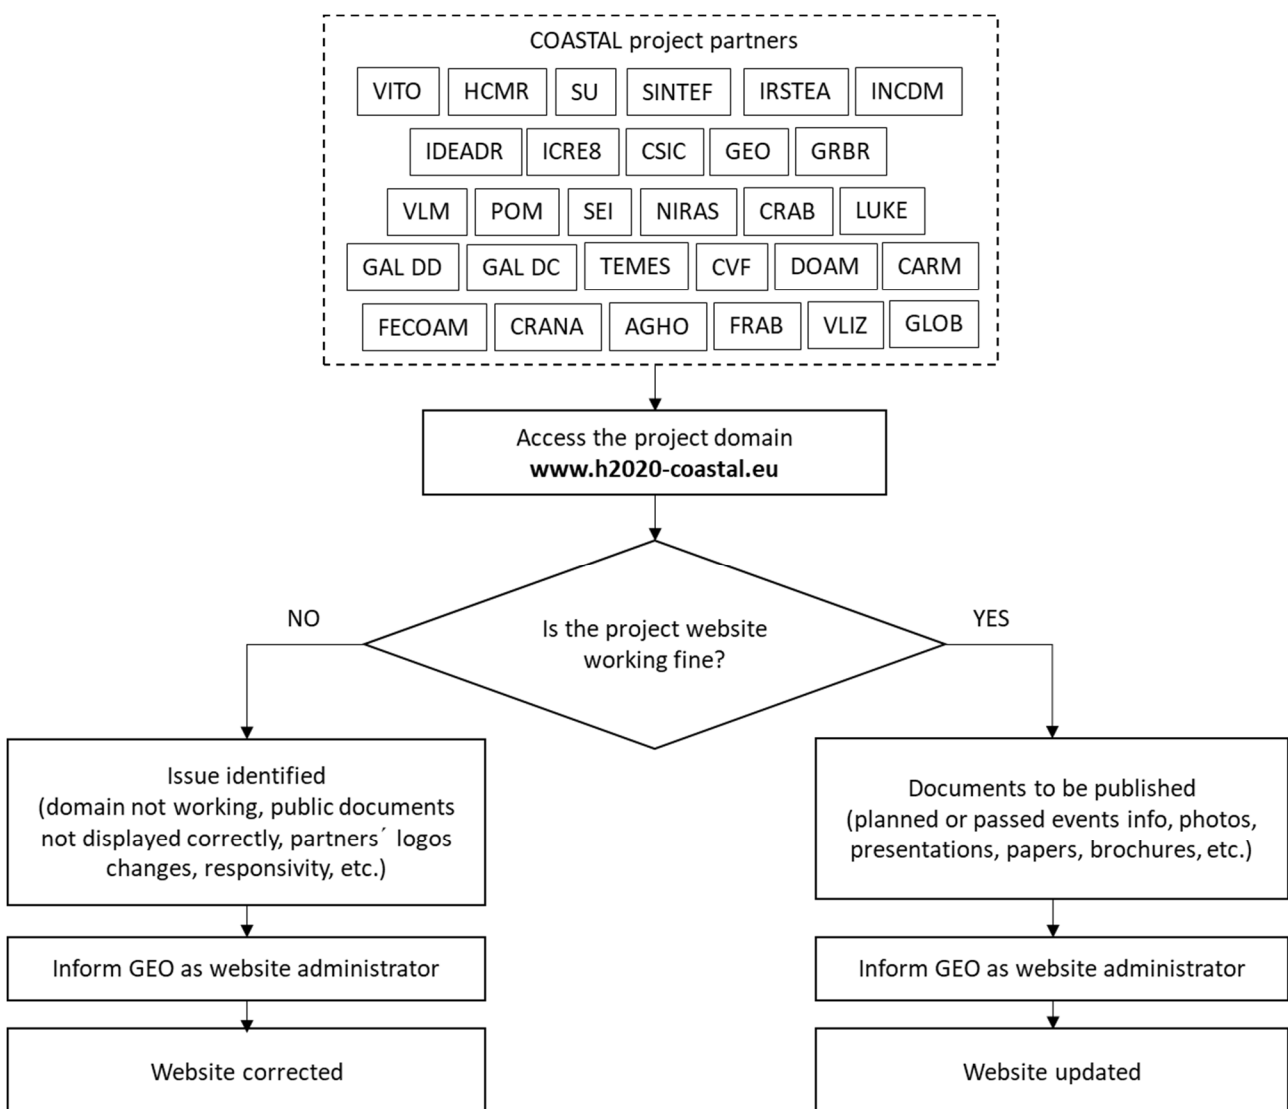 COASTAL project partners
VITO HCMR SU SINTEF IRSTEA INCDM
IDEADR ICRE8 CSIC GEO GRBR
VLM POM SEI NIRAS CRAB LUKE
GAL DD GAL DC TEMES CVF DOAM CARM
FECOAM CRANA AGHO FRAB VLIZ GLOB
Access the project domain
www.h2020-coastal.eu
Is the project website
working fine?
NO
YES
Issue identified
(domain not working, public documents
not displayed correctly, partners´ logos
changes, responsivity, etc.)
Documents to be published
(planned or passed events info, photos,
presentations, papers, brochures, etc.)
Inform GEO as website administrator
Inform GEO as website administrator
Website corrected
Website updated